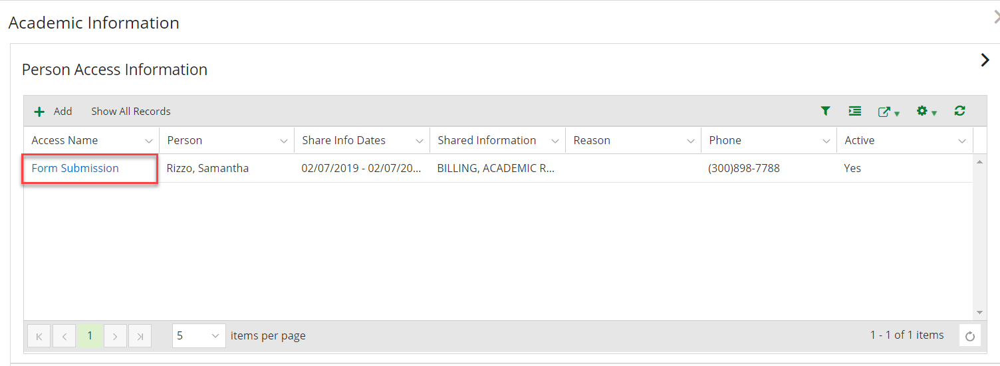 Academic Information
Person Access Information
Add Show All Records
Access Name Person Share Info Dates Shared Information Reason Phone Active
Form Submission Rizzo, Samantha 02/07/2019 - 02/07/20... BILLING, ACADEMIC R... (300)898-7788 Yes
1 5 items per page 1 - 1 of 1 items